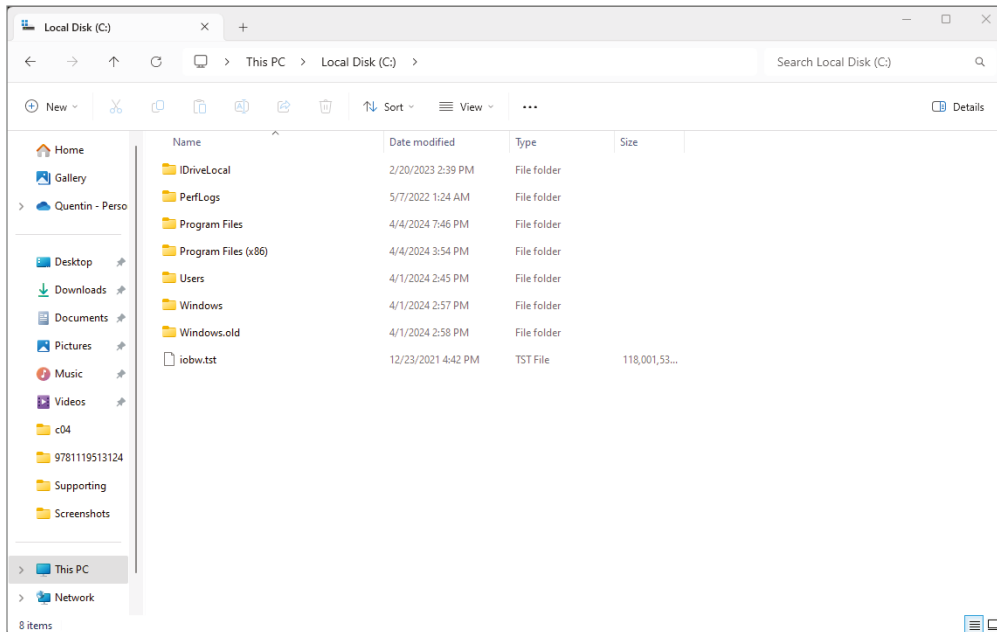 Local Disk (C:)
This PC > Local Disk (C:) > Search Local Disk (C:)
New Sort View ... Details
Name Date modified Type Size
Home
Gallery
Quentin - Perso
Desktop
Downloads
Documents
Pictures
Music
Videos
c04
9781119513124
Supporting
Screenshots
This PC
Network
IDriveLocal 2/20/2023 2:39 PM File folder
PerfLogs 5/7/2022 1:24 AM File folder
Program Files 4/4/2024 7:46 PM File folder
Program Files (x86) 4/4/2024 3:54 PM File folder
Users 4/1/2024 2:45 PM File folder
Windows 4/1/2024 2:57 PM File folder
Windows.old 4/1/2024 2:58 PM File folder
iobw.tst 12/23/2021 4:42 PM TST File 118,001,53...
8 items